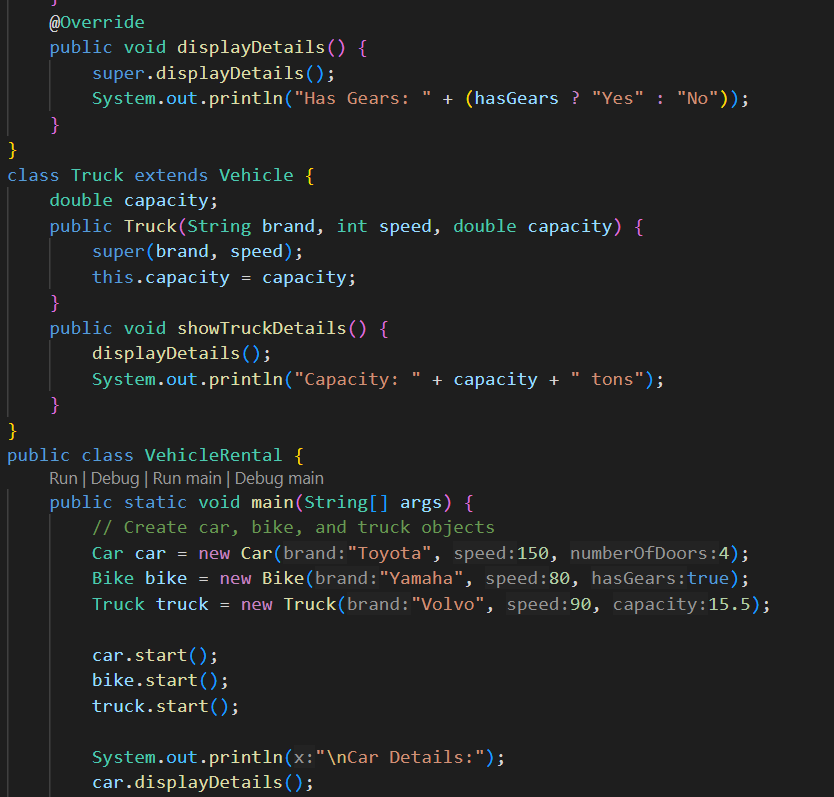 }
@Override
public void displayDetails() {
super.displayDetails();
System.out.println("Has Gears: " + (hasGears ? "Yes" : "No"));
}
}
class Truck extends Vehicle {
double capacity;
public Truck(String brand, int speed, double capacity) {
super(brand, speed);
this.capacity = capacity;
}
public void showTruckDetails() {
displayDetails();
System.out.println("Capacity: " + capacity + " tons");
}
}
public class VehicleRental {
Run | Debug | Run main | Debug main
public static void main(String[] args) {
// Create car, bike, and truck objects
Car car = new Car(brand:"Toyota", speed:150, numberOfDoors:4);
Bike bike = new Bike(brand:"Yamaha", speed:80, hasGears:true);
Truck truck = new Truck(brand:"Volvo", speed:90, capacity:15.5);
car.start();
bike.start();
truck.start();
System.out.println(x:"\nCar Details:");
car.displayDetails();